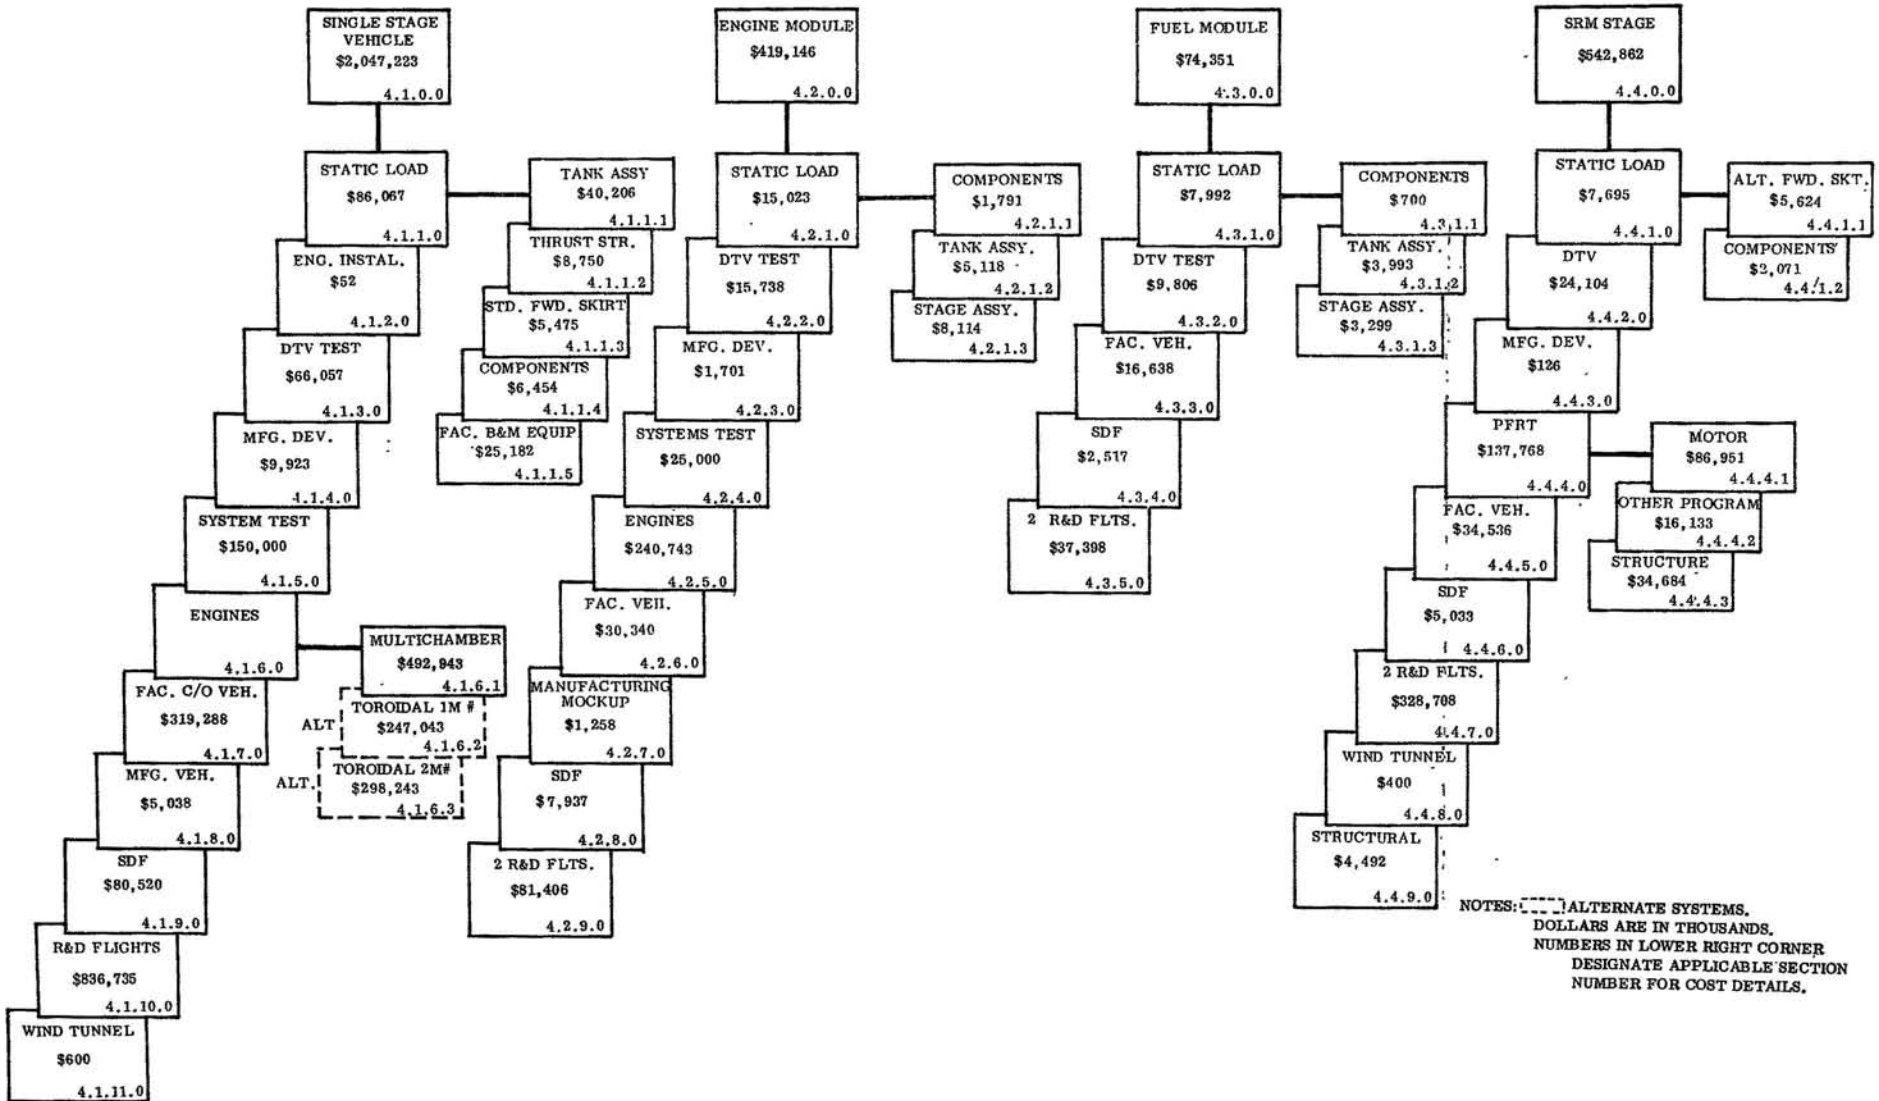 SINGLE STAGE
VEHICLE
$2,047,223
4.1.0.0
STATIC LOAD
$86,067
4.1.1.0
TANK ASSY
$40,206
4.1.1.1
THRUST STR.
$8,750
4.1.1.2
STD. FWD. SKIRT
$5,475
4.1.1.3
COMPONENTS
$6,454
4.1.1.4
FAC. B&M EQUIP
$25,182
4.1.1.5
ENG. INSTAL.
$52
4.1.2.0
DTV TEST
$66,057
4.1.3.0
MFG. DEV.
$9,923
4.1.4.0
SYSTEM TEST
$150,000
4.1.5.0
ENGINES
4.1.6.0
MULTICHAMBER
$492,943
4.1.6.1
ALT
TOROIDAL 1M #
$247,043
4.1.6.2
ALT.
TOROIDAL 2M#
$298,243
4.1.6.3
FAC. C/O VEH.
$319,288
4.1.7.0
MFG. VEH.
$5,038
4.1.8.0
SDF
$80,520
4.1.9.0
R&D FLIGHTS
$836,735
4.1.10.0
WIND TUNNEL
$600
4.1.11.0
ENGINE MODULE
$419,146
4.2.0.0
STATIC LOAD
$15,023
4.2.1.0
COMPONENTS
$1,791
4.2.1.1
TANK ASSY.
$5,118
4.2.1.2
STAGE ASSY.
$8,114
4.2.1.3
DTV TEST
$15,738
4.2.2.0
MFG. DEV.
$1,701
4.2.3.0
SYSTEMS TEST
$25,000
4.2.4.0
ENGINES
$240,743
4.2.5.0
FAC. VEH.
$30,340
4.2.6.0
MANUFACTURING
MOCKUP
$1,258
4.2.7.0
SDF
$7,937
4.2.8.0
2 R&D FLTS.
$81,406
4.2.9.0
FUEL MODULE
$74,351
4.3.0.0
STATIC LOAD
$7,992
4.3.1.0
COMPONENTS
$700
4.3.1.1
TANK ASSY.
$3,993
4.3.1.2
STAGE ASSY.
$3,299
4.3.1.3
DTV TEST
$9,806
4.3.2.0
FAC. VEH.
$16,638
4.3.3.0
SDF
$2,517
4.3.4.0
2 R&D FLTS.
$37,398
4.3.5.0
SRM STAGE
$542,862
4.4.0.0
STATIC LOAD
$7,695
4.4.1.0
ALT. FWD. SKT.
$5,624
4.4.1.1
COMPONENTS
$2,071
4.4.1.2
DTV
$24,104
4.4.2.0
MFG. DEV.
$126
4.4.3.0
PFRT
$137,768
4.4.4.0
MOTOR
$86,951
4.4.4.1
OTHER PROGRAM
$16,133
4.4.4.2
STRUCTURE
$34,684
4.4.4.3
FAC. VEH.
$34,536
4.4.5.0
SDF
$5,033
4.4.6.0
2 R&D FLTS.
$328,708
4.4.7.0
WIND TUNNEL
$400
4.4.8.0
STRUCTURAL
$4,492
4.4.9.0
NOTES: ALTERNATE SYSTEMS.
DOLLARS ARE IN THOUSANDS.
NUMBERS IN LOWER RIGHT CORNER
DESIGNATE APPLICABLE SECTION
NUMBER FOR COST DETAILS.